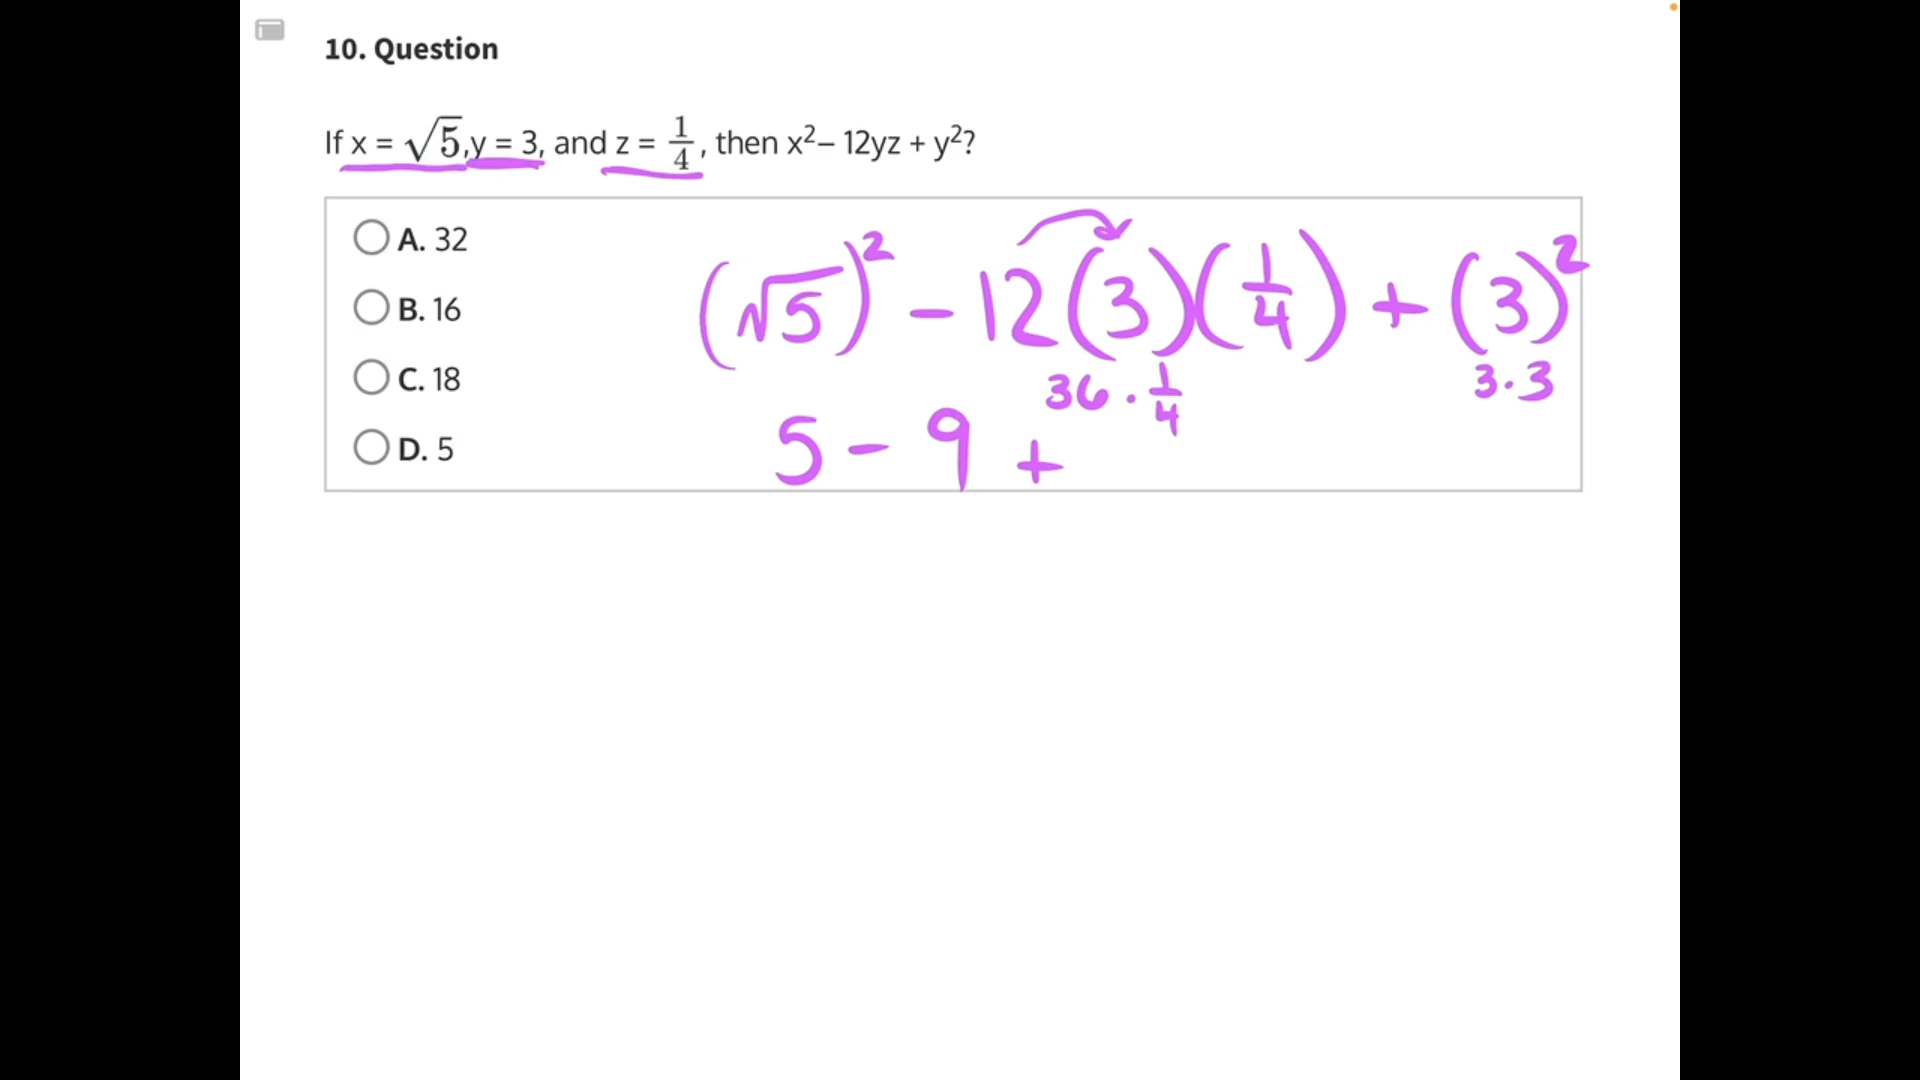 10. Question
If x = √5,y = 3, and z = 1/4, then x²– 12yz + y²?
A. 32
B. 16
C. 18
D. 5
(√5)² – 12(3)(1/4) + (3)²
36 · 1/4
3·3
5 – 9 +